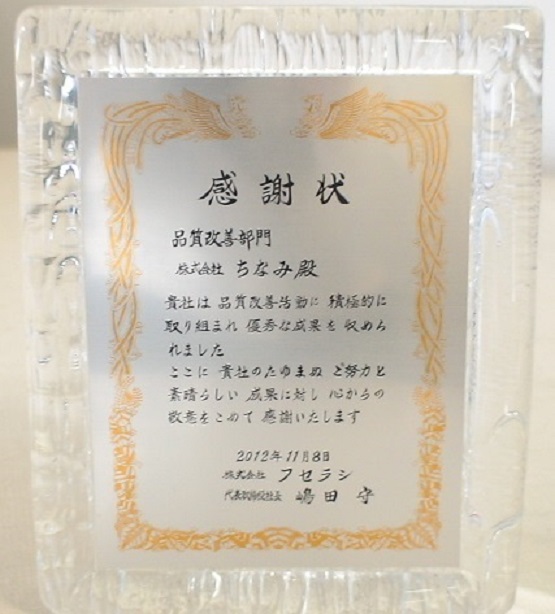 感謝状
品質改善部門
株式会社 ちなみ殿
貴社は 品質改善活動に 積極的に
取り組まれ 優秀な成果を 収めら
れました
ここに 貴社のたゆまぬ ご努力と
素晴らしい 成果に対し 心からの
敬意をこめて 感謝いたします
2012年11月8日
株式会社 フセラシ
代表取締役社長 嶋田 守